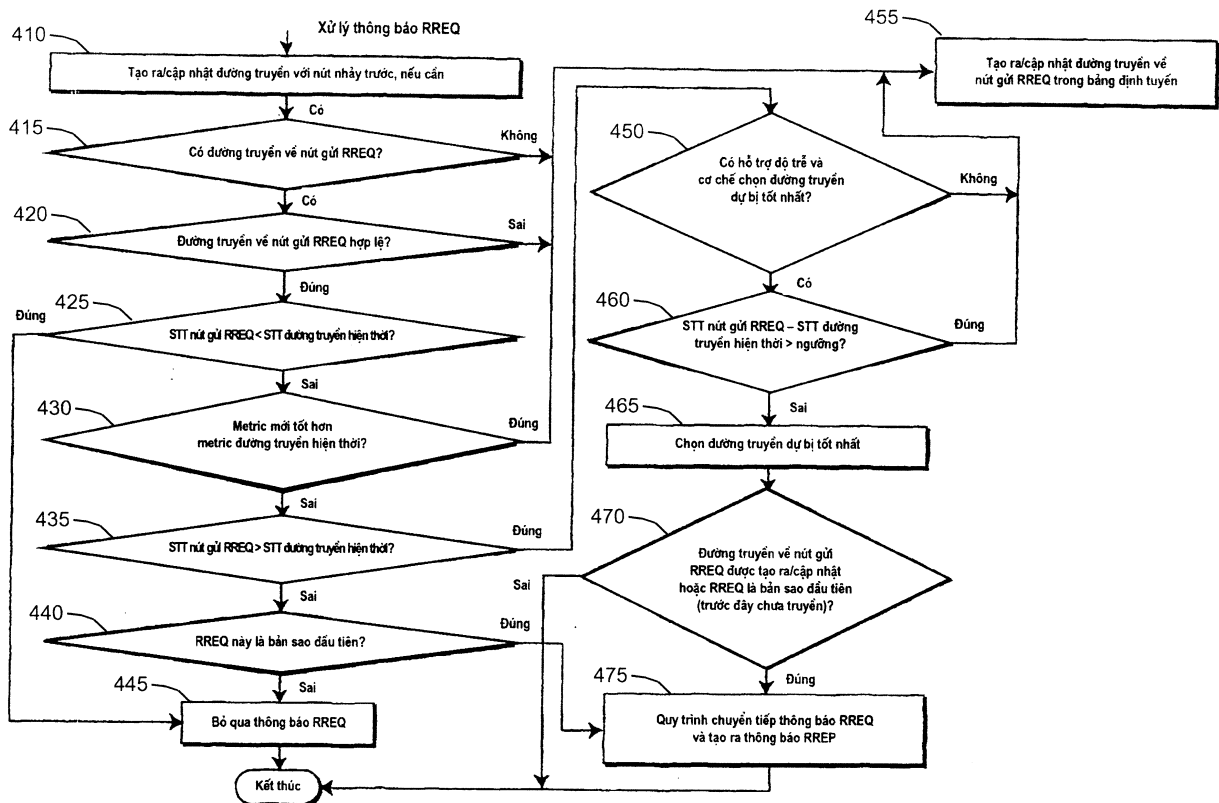 Xử lý thông báo RREQ
410
Tạo ra/cập nhật đường truyền với nút nhảy trước, nếu cần
Có
415
Có đường truyền về nút gửi RREQ?
Không
Có
420
Đường truyền về nút gửi RREQ hợp lệ?
Sai
Đúng
425
Đúng
STT nút gửi RREQ < STT đường truyền hiện thời?
Sai
430
Metric mới tốt hơn
metric đường truyền hiện thời?
Đúng
Sai
435
STT nút gửi RREQ > STT đường truyền hiện thời?
Đúng
Sai
440
RREQ này là bản sao đầu tiên?
Đúng
Sai
445
Bỏ qua thông báo RREQ
Kết thúc
455
Tạo ra/cập nhật đường truyền về
nút gửi RREQ trong bảng định tuyến
450
Có hỗ trợ độ trễ và
cơ chế chọn đường truyền
dự bị tốt nhất?
Không
Có
460
STT nút gửi RREQ – STT đường
truyền hiện thời > ngưỡng?
Đúng
Sai
465
Chọn đường truyền dự bị tốt nhất
470
Đường truyền về nút gửi
RREQ được tạo ra/cập nhật
hoặc RREQ là bản sao đầu tiên
(trước đây chưa truyền)?
Sai
Đúng
475
Quy trình chuyển tiếp thông báo RREQ
và tạo ra thông báo RREP